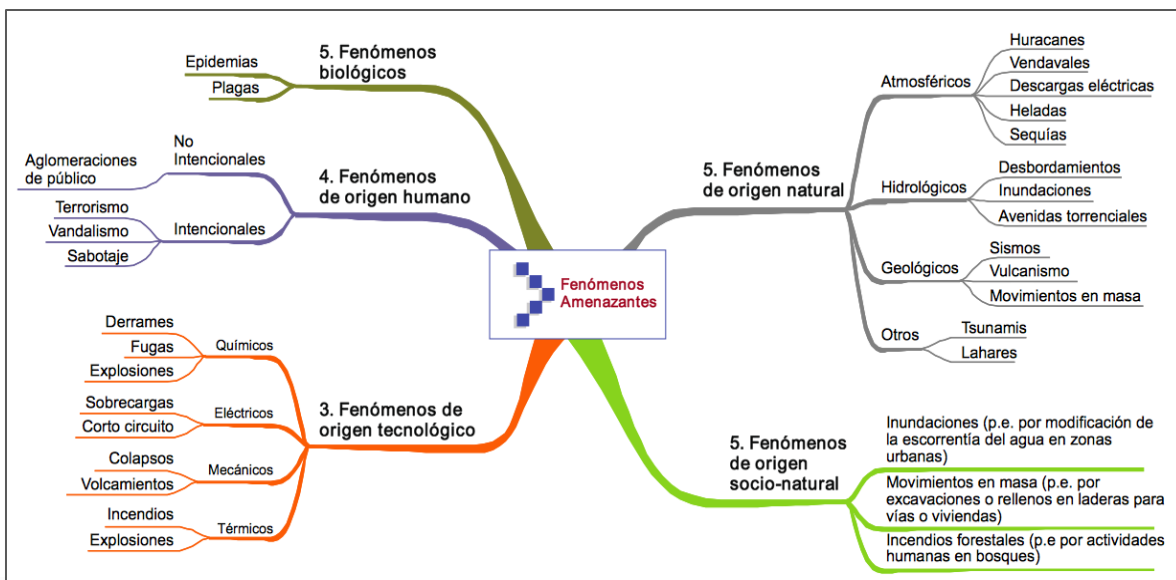 Fenómenos
Amenazantes
5. Fenómenos
de origen natural
Atmosféricos
Huracanes
Vendavales
Descargas eléctricas
Heladas
Sequías
Hidrológicos
Desbordamientos
Inundaciones
Avenidas torrenciales
Geológicos
Sismos
Vulcanismo
Movimientos en masa
Otros
Tsunamis
Lahares
5. Fenómenos
de origen
socio-natural
Inundaciones (p.e. por modificación de
la escorrentía del agua en zonas
urbanas)
Movimientos en masa (p.e. por
excavaciones o rellenos en laderas para
vías o viviendas)
Incendios forestales (p.e por actividades
humanas en bosques)
3. Fenómenos de
origen tecnológico
Químicos
Derrames
Fugas
Explosiones
Eléctricos
Sobrecargas
Corto circuito
Mecánicos
Colapsos
Volcamientos
Térmicos
Incendios
Explosiones
4. Fenómenos
de origen humano
No
Intencionales
Aglomeraciones
de público
Intencionales
Terrorismo
Vandalismo
Sabotaje
5. Fenómenos
biológicos
Epidemias
Plagas